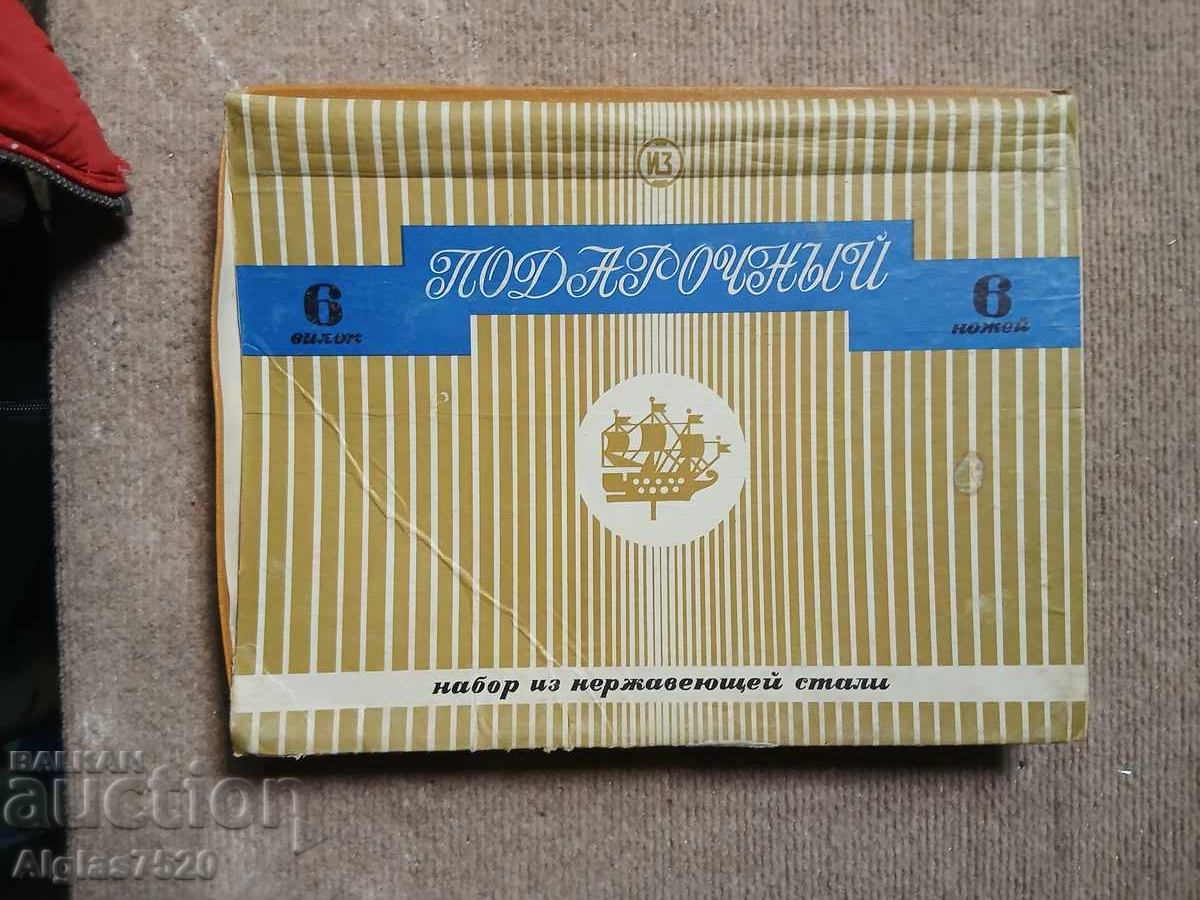 ИЗ
ПОДАРОЧНЫЙ
6
вилок
6
ножей
набор из нержавеющей стали
BALKAN
auction
Alglas7520